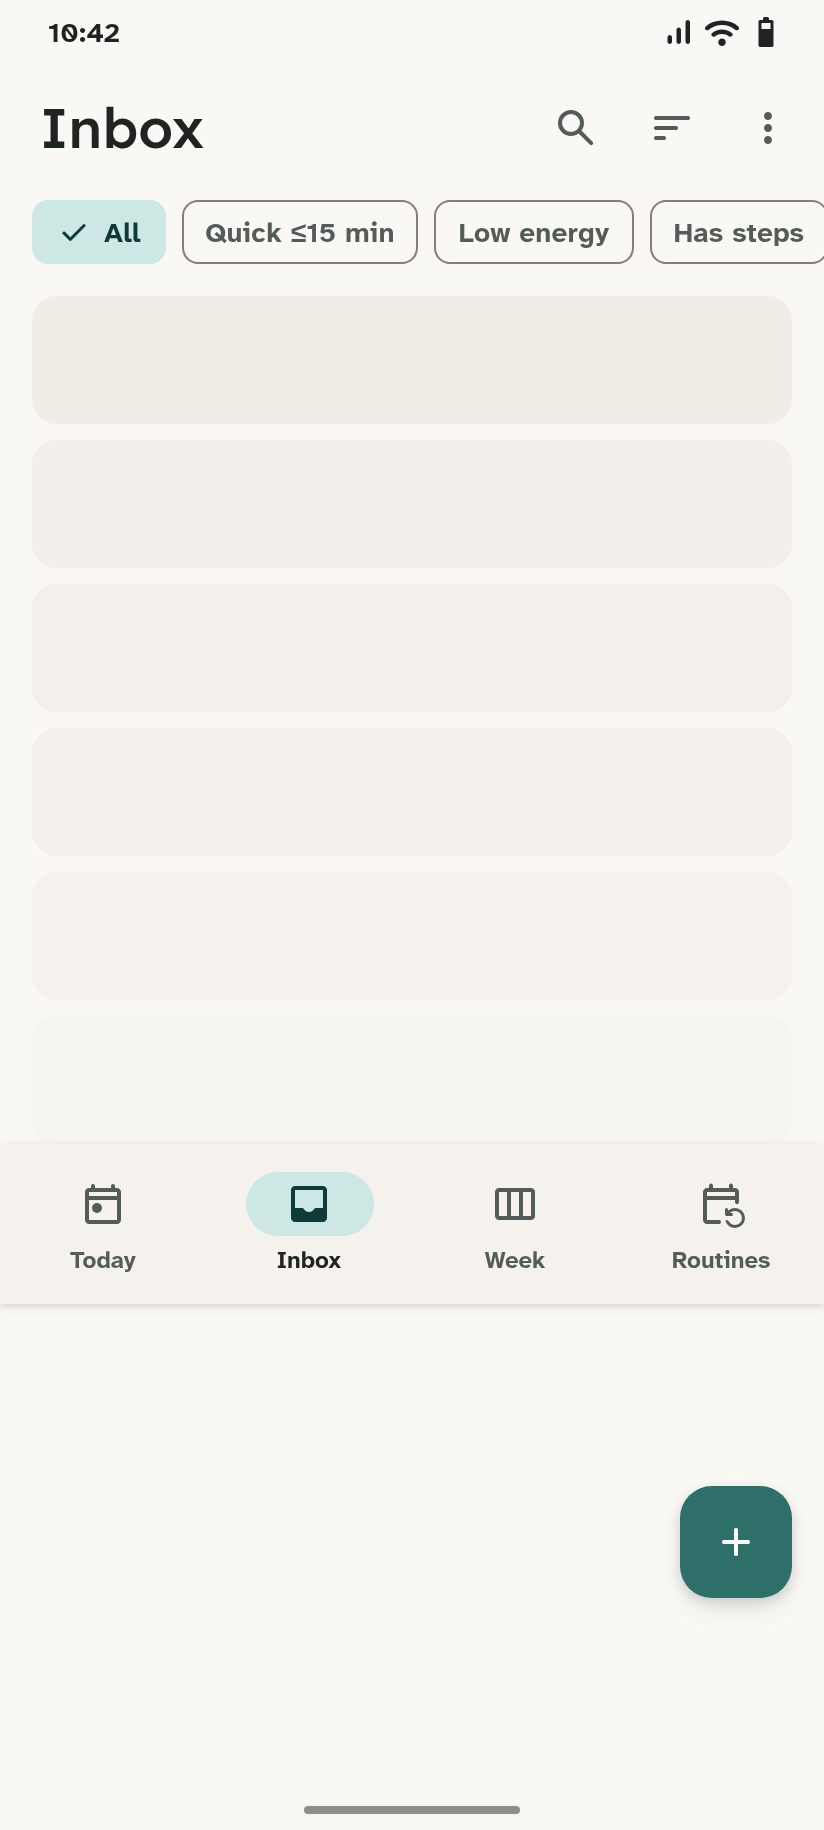 10:42
Inbox
All
Quick ≤15 min
Low energy
Has steps
Today
Inbox
Week
Routines